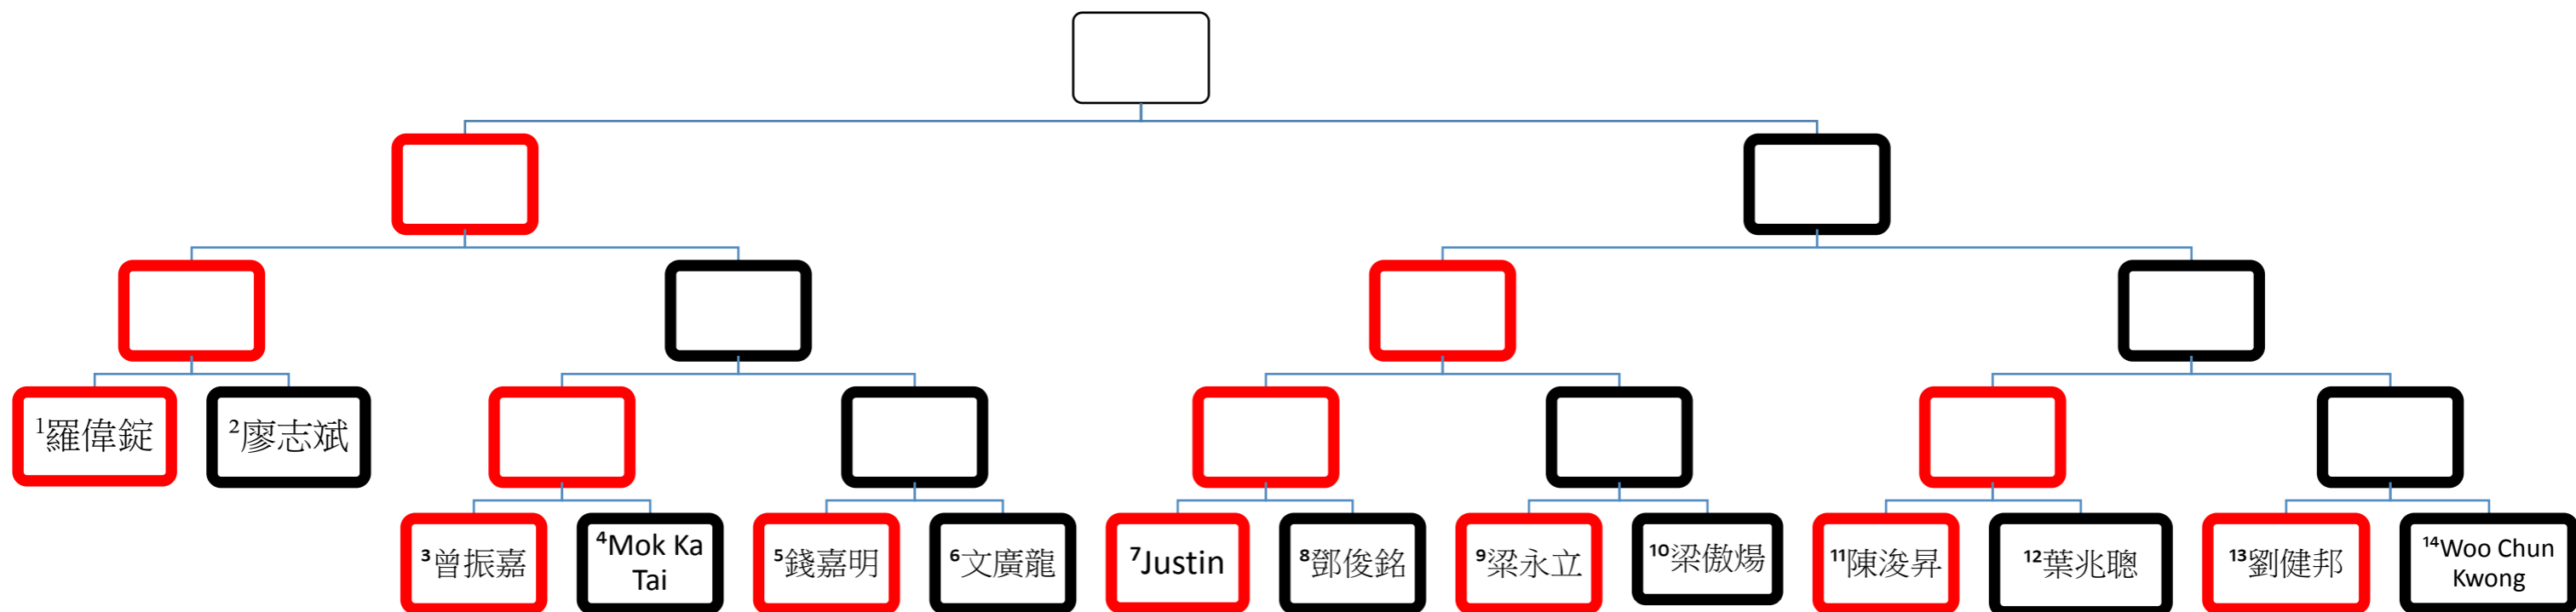 ¹羅偉錠
²廖志斌
³曾振嘉
⁴Mok Ka
Tai
⁵錢嘉明
⁶文廣龍
⁷Justin
⁸鄧俊銘
⁹梁永立
¹⁰梁傲煬
¹¹陳浚昇
¹²葉兆聰
¹³劉健邦
¹⁴Woo Chun
Kwong